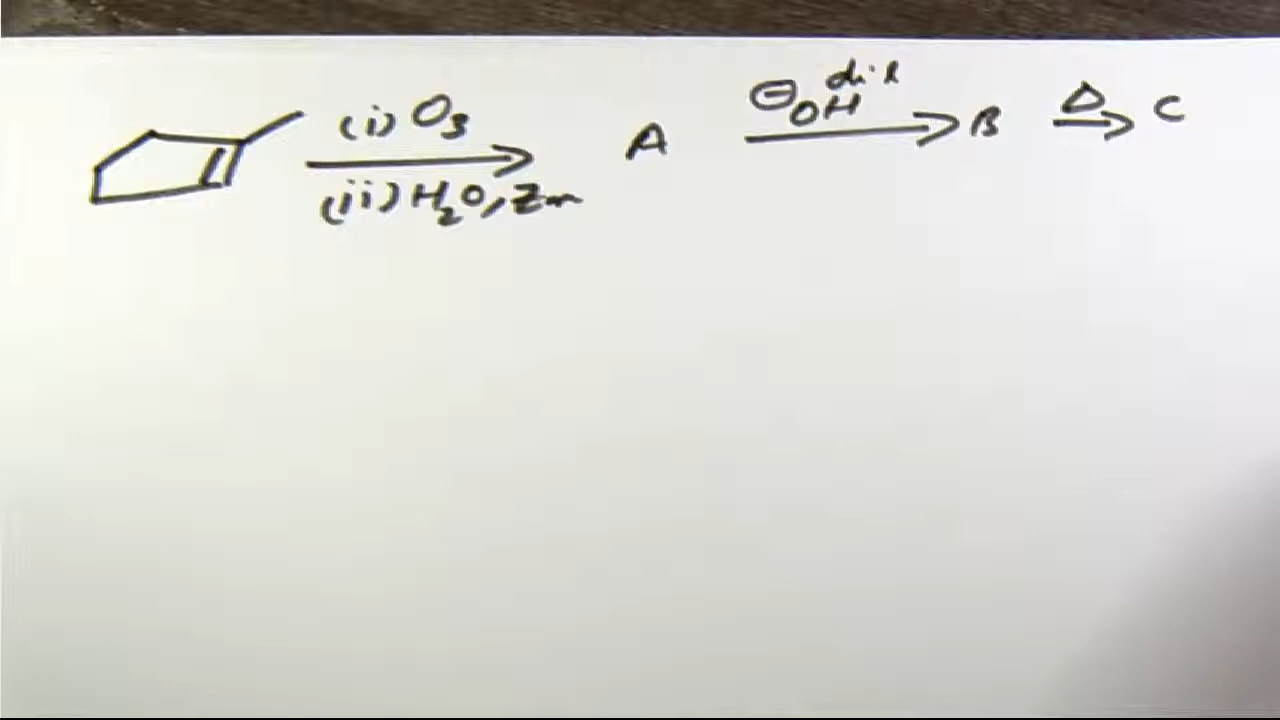 (i) O₃ A ⊖OH dil B Δ C
(ii) H₂O, Zn